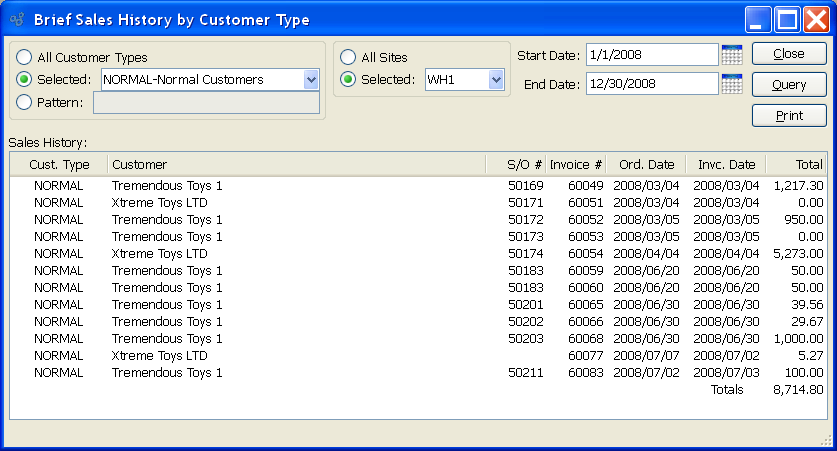 Brief Sales History by Customer Type
All Customer Types
Selected: NORMAL-Normal Customers
Pattern:
All Sites
Selected: WH1
Start Date: 1/1/2008
End Date: 12/30/2008
Close
Query
Print
Sales History:
Cust. Type Customer S/O # Invoice # Ord. Date Invc. Date Total
NORMAL Tremendous Toys 1 50169 60049 2008/03/04 2008/03/04 1,217.30
NORMAL Xtreme Toys LTD 50171 60051 2008/03/04 2008/03/04 0.00
NORMAL Tremendous Toys 1 50172 60052 2008/03/05 2008/03/05 950.00
NORMAL Tremendous Toys 1 50173 60053 2008/03/05 2008/03/05 0.00
NORMAL Xtreme Toys LTD 50174 60054 2008/04/04 2008/04/04 5,273.00
NORMAL Tremendous Toys 1 50183 60059 2008/06/20 2008/06/20 50.00
NORMAL Tremendous Toys 1 50183 60060 2008/06/20 2008/06/20 50.00
NORMAL Tremendous Toys 1 50201 60065 2008/06/30 2008/06/30 39.56
NORMAL Tremendous Toys 1 50202 60066 2008/06/30 2008/06/30 29.67
NORMAL Tremendous Toys 1 50203 60068 2008/06/30 2008/06/30 1,000.00
NORMAL Xtreme Toys LTD 60077 2008/07/07 2008/07/02 5.27
NORMAL Tremendous Toys 1 50211 60083 2008/07/02 2008/07/03 100.00
Totals 8,714.80